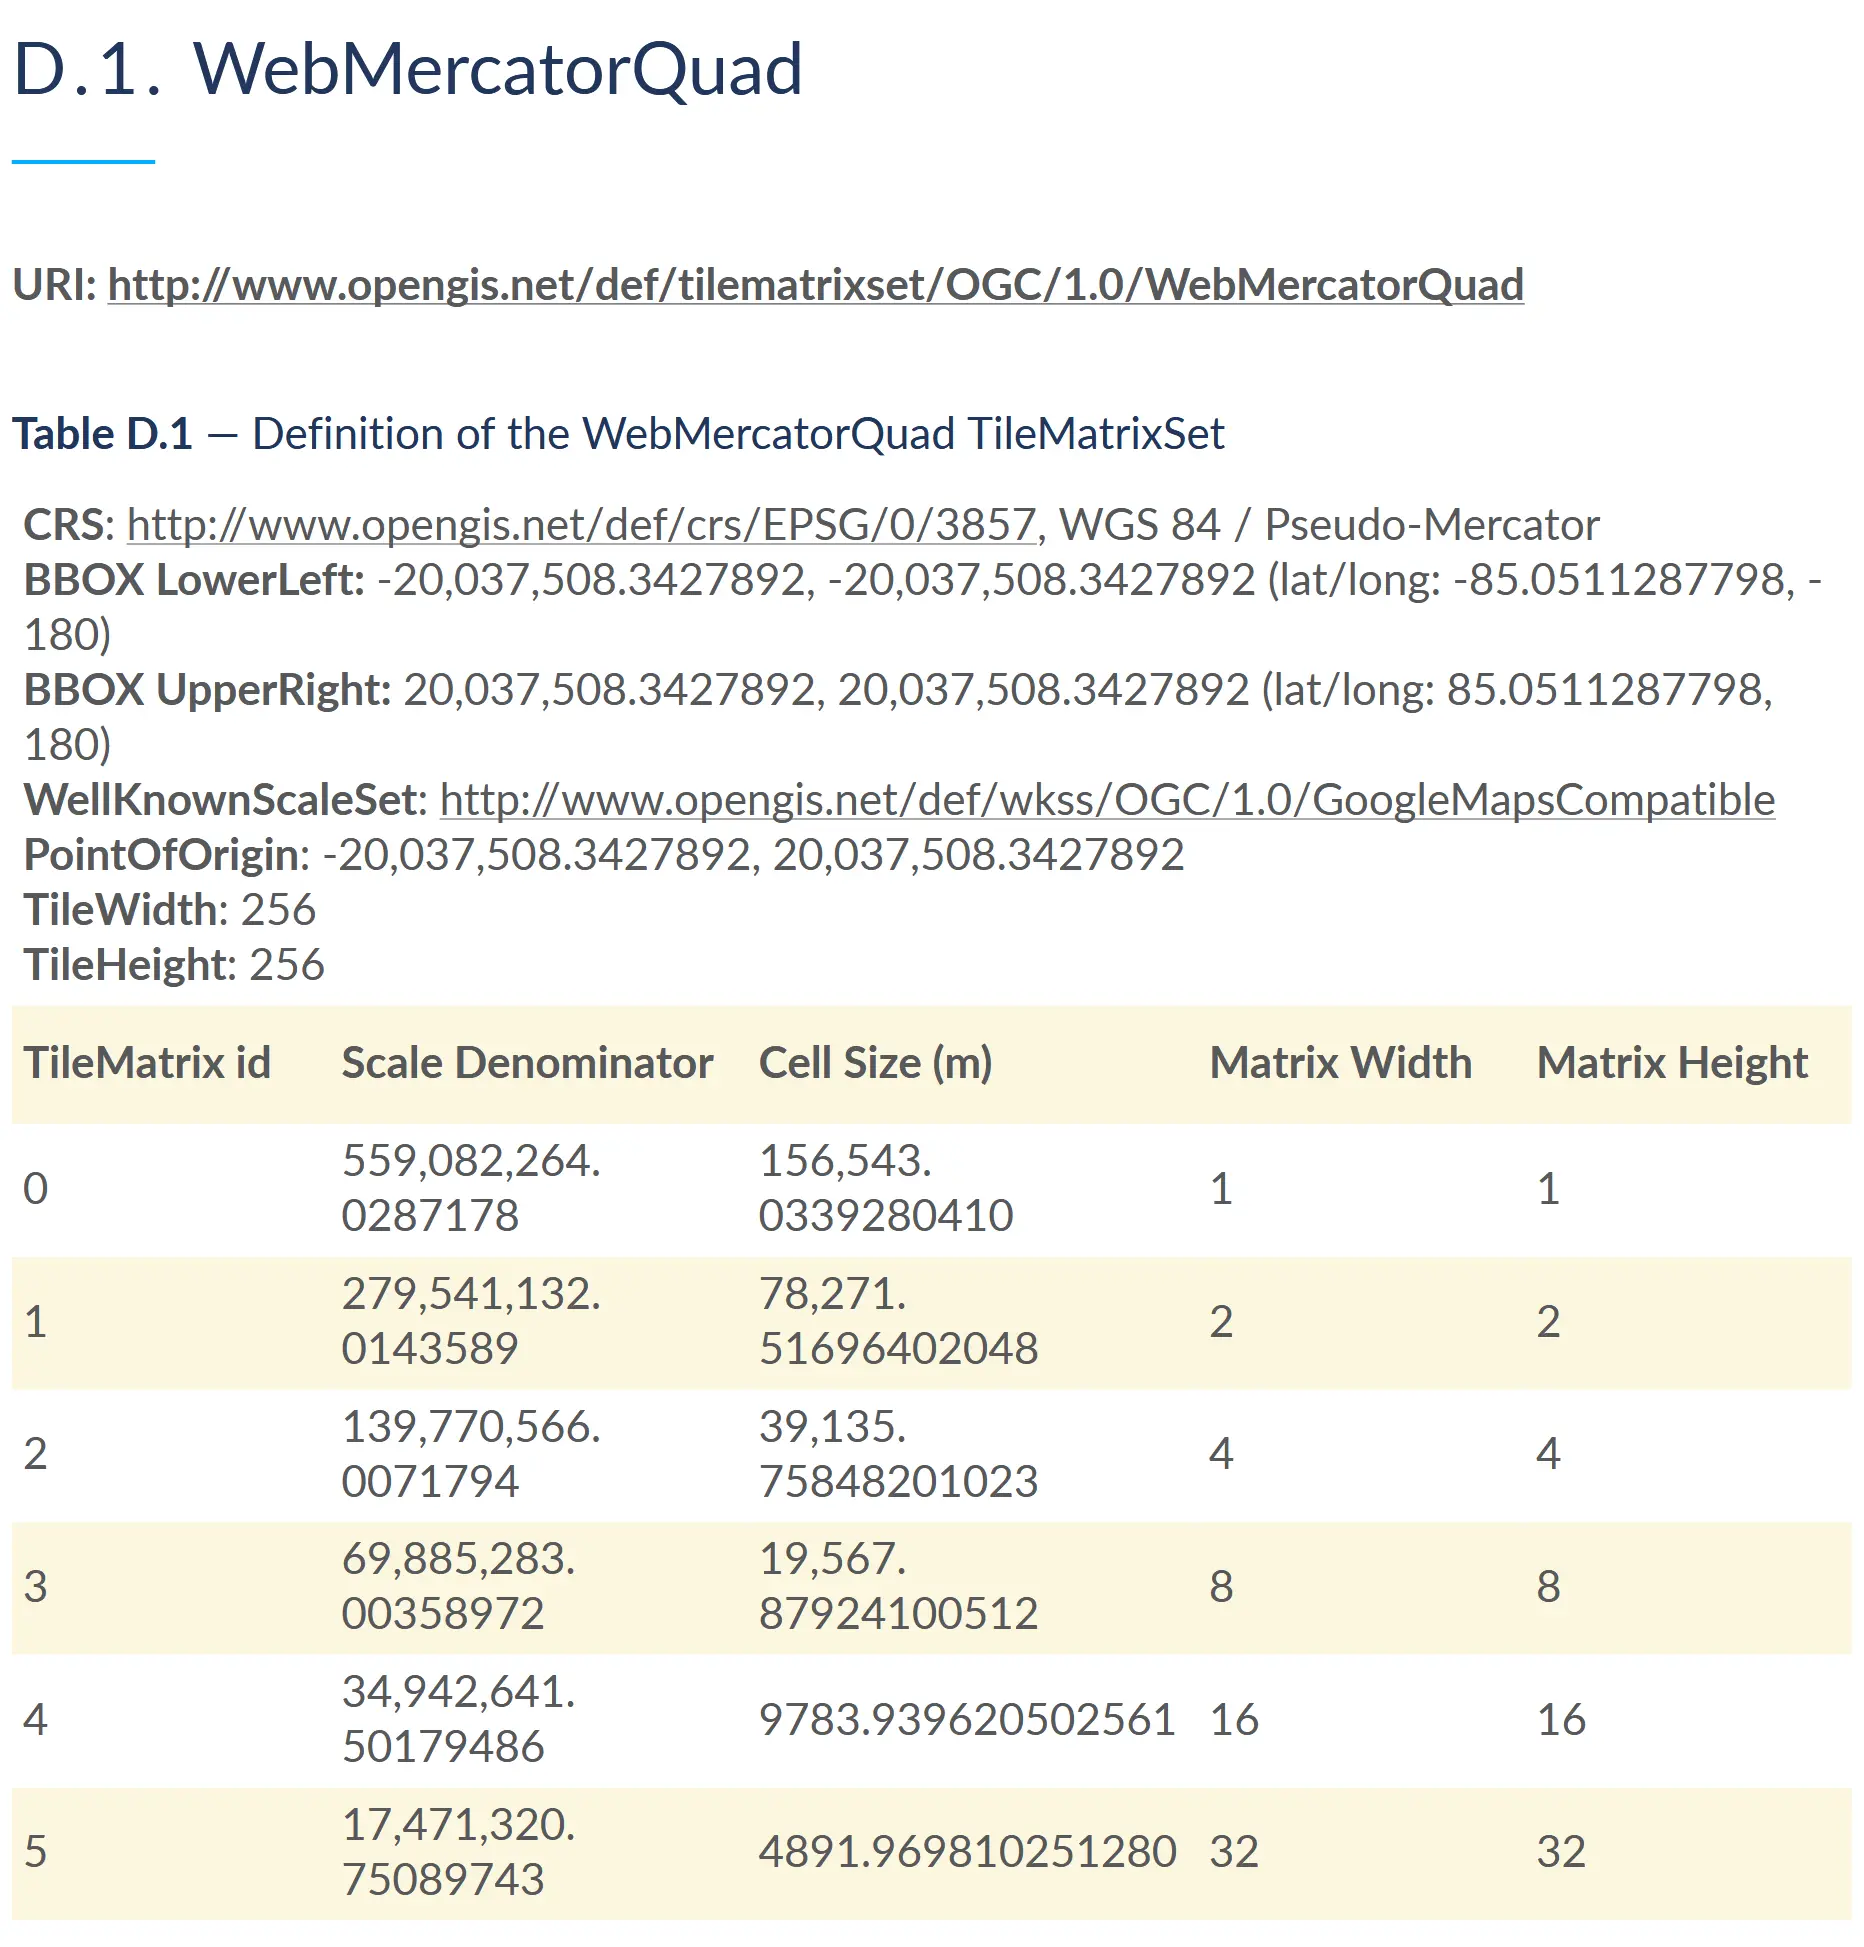 D.1. WebMercatorQuad
URI: http://www.opengis.net/def/tilematrixset/OGC/1.0/WebMercatorQuad
Table D.1 — Definition of the WebMercatorQuad TileMatrixSet
CRS: http://www.opengis.net/def/crs/EPSG/0/3857, WGS 84 / Pseudo-Mercator
BBOX LowerLeft: -20,037,508.3427892, -20,037,508.3427892 (lat/long: -85.0511287798, -
180)
BBOX UpperRight: 20,037,508.3427892, 20,037,508.3427892 (lat/long: 85.0511287798,
180)
WellKnownScaleSet: http://www.opengis.net/def/wkss/OGC/1.0/GoogleMapsCompatible
PointOfOrigin: -20,037,508.3427892, 20,037,508.3427892
TileWidth: 256
TileHeight: 256
TileMatrix id Scale Denominator Cell Size (m) Matrix Width Matrix Height
0 559,082,264. 156,543. 1 1
0287178 0339280410
1 279,541,132. 78,271. 2 2
0143589 51696402048
2 139,770,566. 39,135. 4 4
0071794 75848201023
3 69,885,283. 19,567. 8 8
00358972 87924100512
4 34,942,641. 9783.939620502561 16 16
50179486
5 17,471,320. 4891.969810251280 32 32
75089743